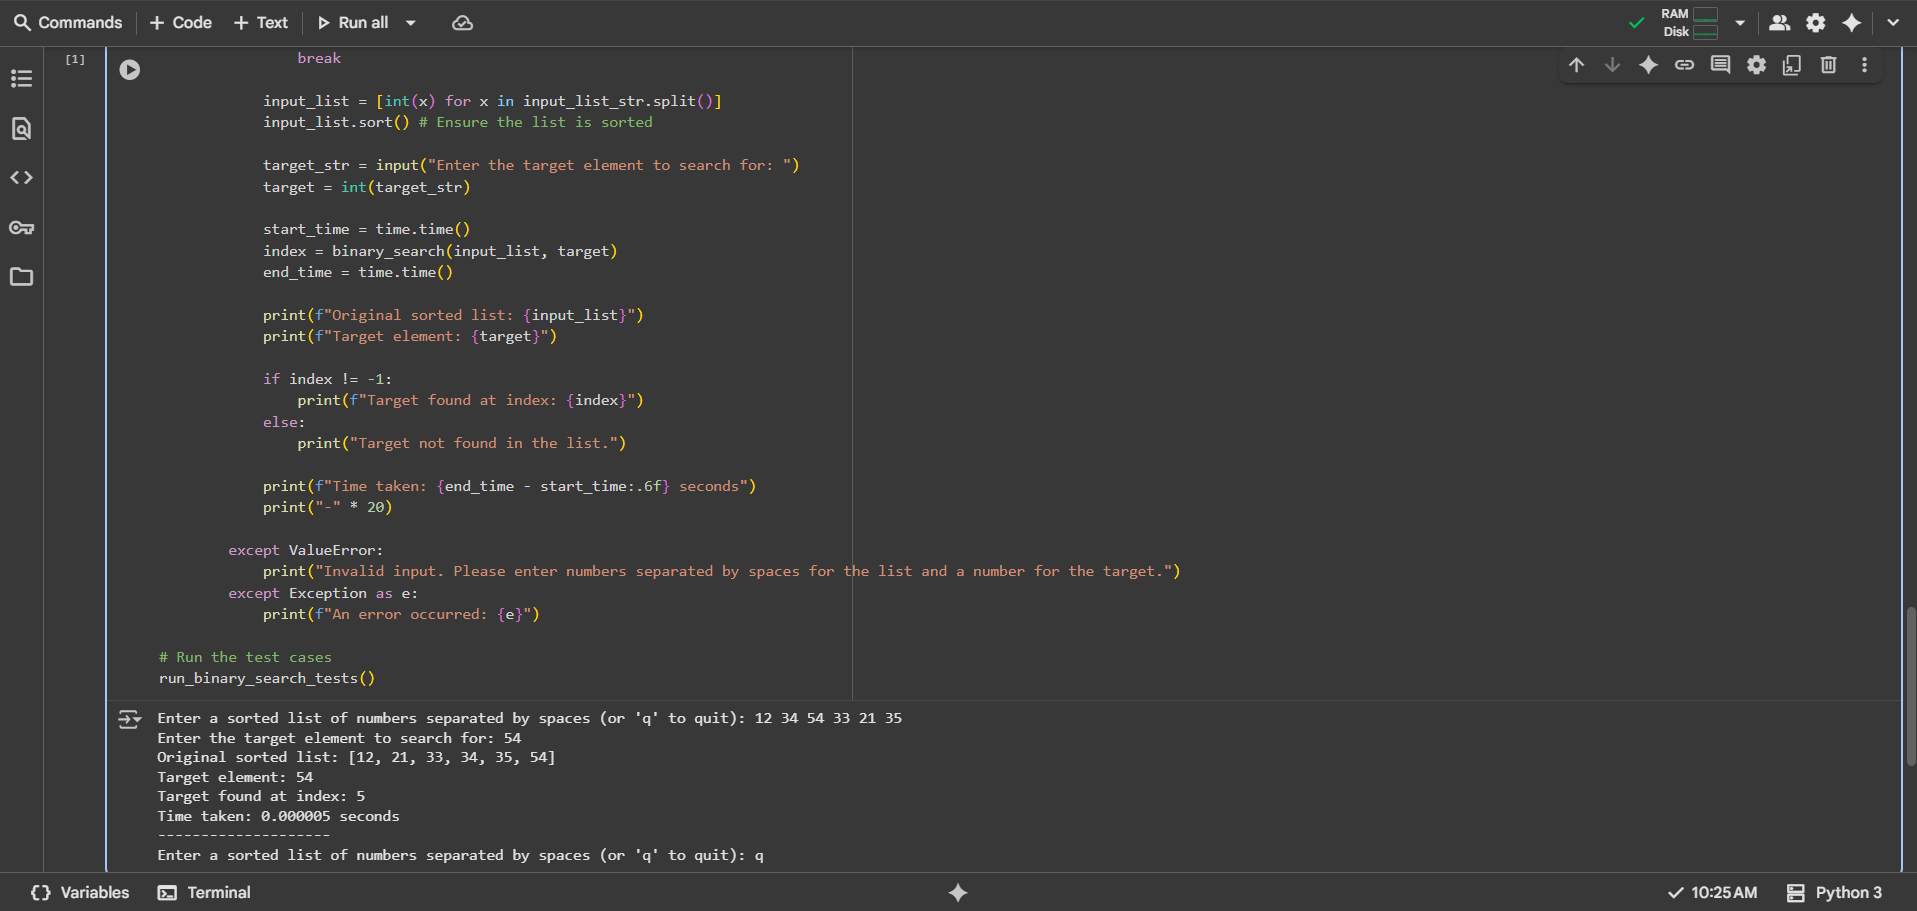 Commands + Code + Text Run all
RAM
Disk
[1]
break
input_list = [int(x) for x in input_list_str.split()]
input_list.sort() # Ensure the list is sorted
target_str = input("Enter the target element to search for: ")
target = int(target_str)
start_time = time.time()
index = binary_search(input_list, target)
end_time = time.time()
print(f"Original sorted list: {input_list}")
print(f"Target element: {target}")
if index != -1:
print(f"Target found at index: {index}")
else:
print("Target not found in the list.")
print(f"Time taken: {end_time - start_time:.6f} seconds")
print("-" * 20)
except ValueError:
print("Invalid input. Please enter numbers separated by spaces for the list and a number for the target.")
except Exception as e:
print(f"An error occurred: {e}")
# Run the test cases
run_binary_search_tests()
Enter a sorted list of numbers separated by spaces (or 'q' to quit): 12 34 54 33 21 35
Enter the target element to search for: 54
Original sorted list: [12, 21, 33, 34, 35, 54]
Target element: 54
Target found at index: 5
Time taken: 0.000005 seconds
--------------------
Enter a sorted list of numbers separated by spaces (or 'q' to quit): q
{} Variables Terminal 10:25 AM Python 3